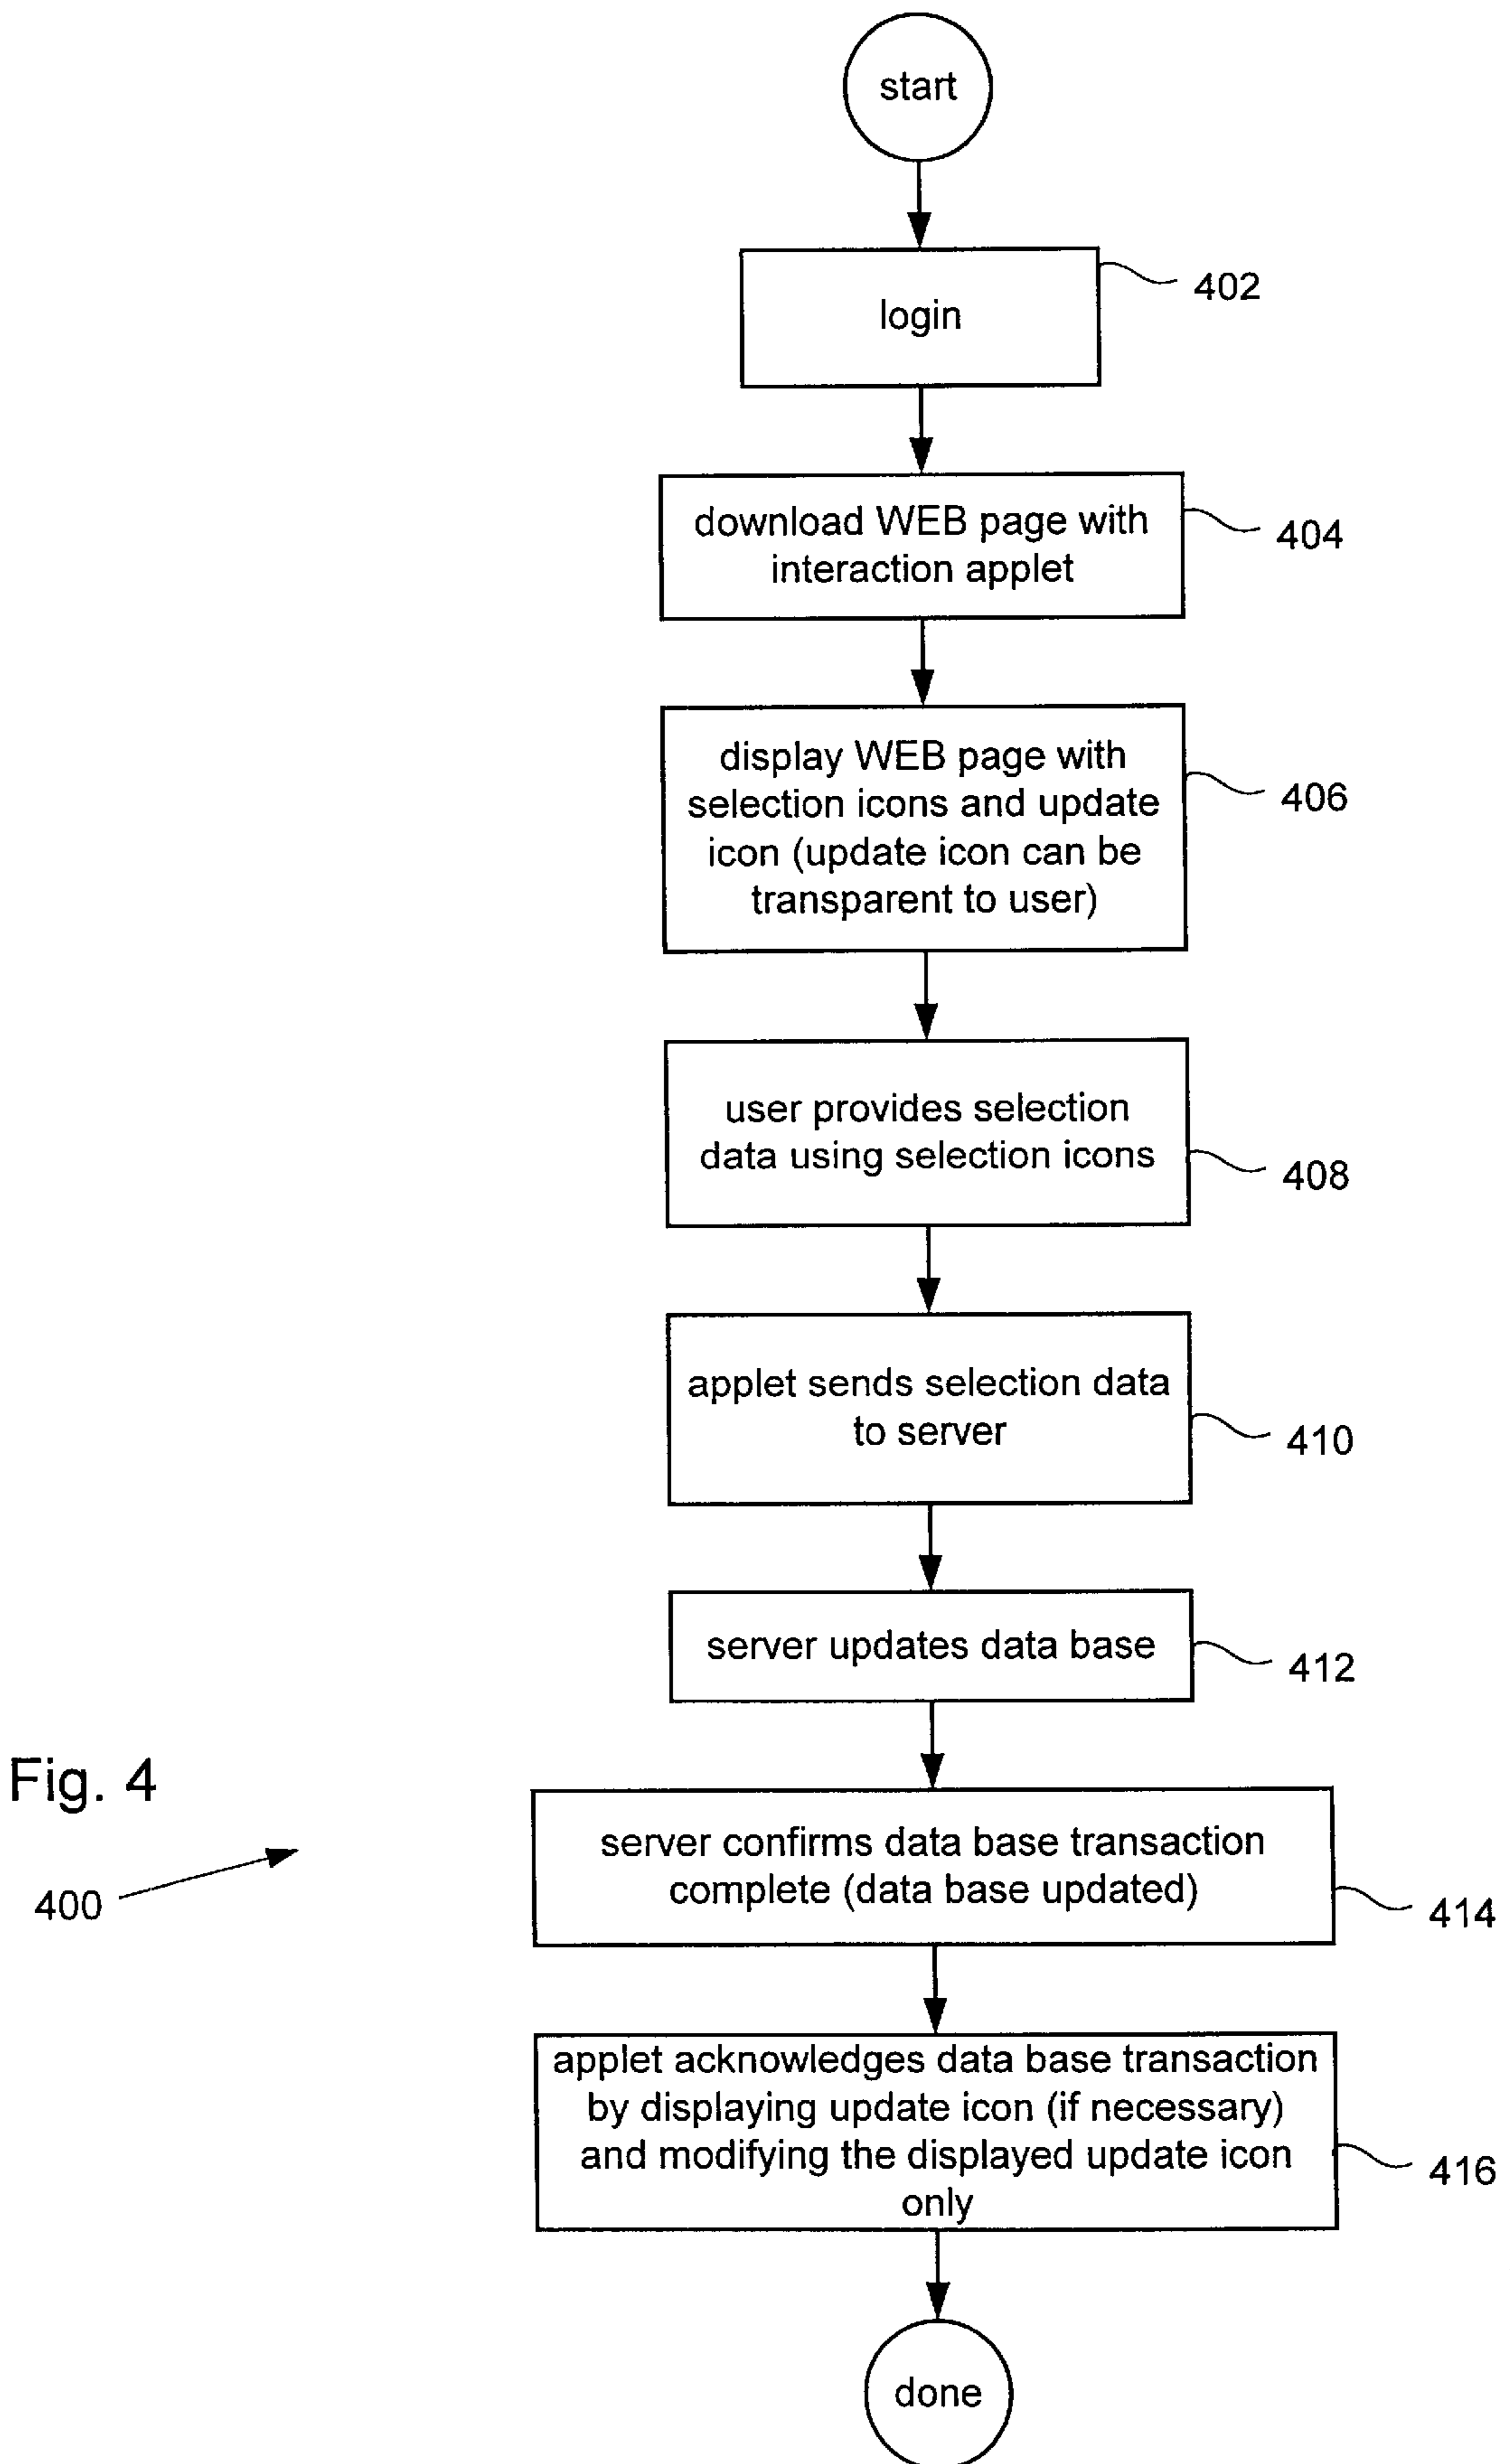 start
login
402
download WEB page with
interaction applet
404
display WEB page with
selection icons and update
icon (update icon can be
transparent to user)
406
user provides selection
data using selection icons
408
applet sends selection data
to server
410
server updates data base
412
Fig. 4
400
server confirms data base transaction
complete (data base updated)
414
applet acknowledges data base transaction
by displaying update icon (if necessary)
and modifying the displayed update icon
only
416
done